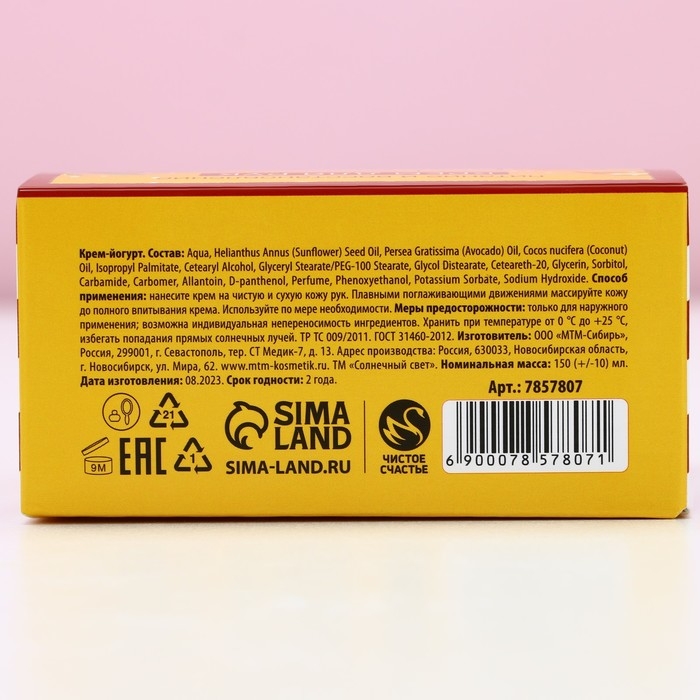 Крем-йогурт. Состав: Aqua, Helianthus Annus (Sunflower) Seed Oil, Persea Gratissima (Avocado) Oil, Cocos nucifera (Coconut)
Oil, Isopropyl Palmitate, Cetearyl Alcohol, Glyceryl Stearate/PEG-100 Stearate, Glycol Distearate, Ceteareth-20, Glycerin, Sorbitol,
Carbamide, Carbomer, Allantoin, D-panthenol, Perfume, Phenoxyethanol, Potassium Sorbate, Sodium Hydroxide. Способ
применения: нанесите крем на чистую и сухую кожу рук. Плавными поглаживающими движениями массируйте кожу
до полного впитывания крема. Используйте по мере необходимости. Меры предосторожности: только для наружного
применения; возможна индивидуальная непереносимость ингредиентов. Хранить при температуре от 0 °С до +25 °С,
избегать попадания прямых солнечных лучей. ТР ТС 009/2011. ГОСТ 31460-2012. Изготовитель: ООО «МТМ-Сибирь»,
Россия, 299001, г. Севастополь, тер. СТ Медик-7, д. 13. Адрес производства: Россия, 630033, Новосибирская область,
г. Новосибирск, ул. Мира, 62. www.mtm-kosmetik.ru. ТМ «Солнечный свет». Номинальная масса: 150 (+/-10) мл.
Дата изготовления: 08.2023. Срок годности: 2 года.
Арт.: 7857807
21
9M
EAC
1
SIMA
LAND
SIMA-LAND.RU
ЧИСТОЕ
СЧАСТЬЕ
6 900078 578071